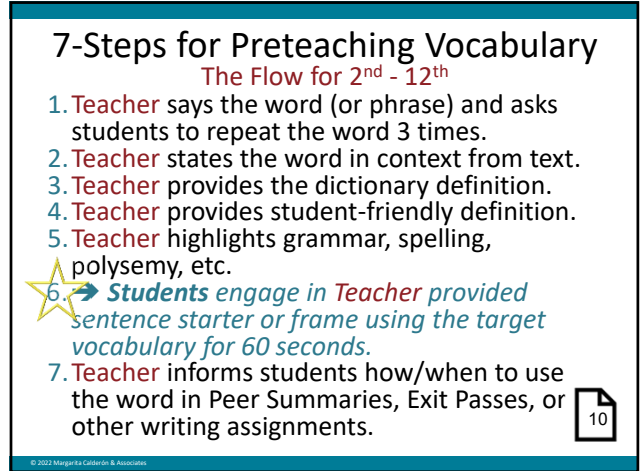 7-Steps for Preteaching Vocabulary
The Flow for 2nd - 12th
1. Teacher says the word (or phrase) and asks
students to repeat the word 3 times.
2. Teacher states the word in context from text.
3. Teacher provides the dictionary definition.
4. Teacher provides student-friendly definition.
5. Teacher highlights grammar, spelling,
polysemy, etc.
6. ➔ Students engage in Teacher provided
sentence starter or frame using the target
vocabulary for 60 seconds.
7. Teacher informs students how/when to use
the word in Peer Summaries, Exit Passes, or
other writing assignments.
10
© 2022 Margarita Calderón & Associates